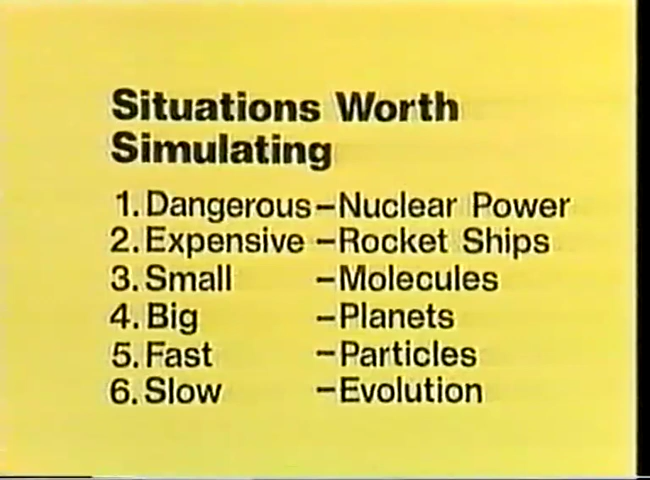 Situations Worth
Simulating
1. Dangerous – Nuclear Power
2. Expensive – Rocket Ships
3. Small – Molecules
4. Big – Planets
5. Fast – Particles
6. Slow – Evolution